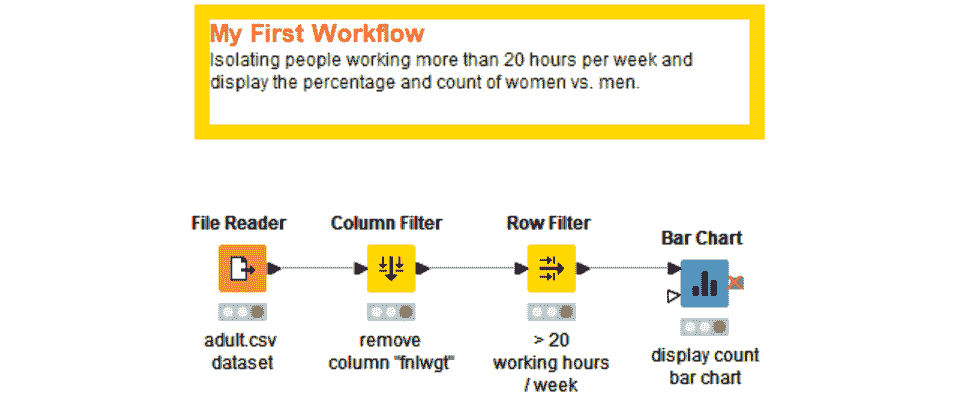 My First Workflow
Isolating people working more than 20 hours per week and
display the percentage and count of women vs. men.
File Reader
Column Filter
Row Filter
Bar Chart
adult.csv
dataset
remove
column "fnlwgt"
> 20
working hours
/ week
display count
bar chart